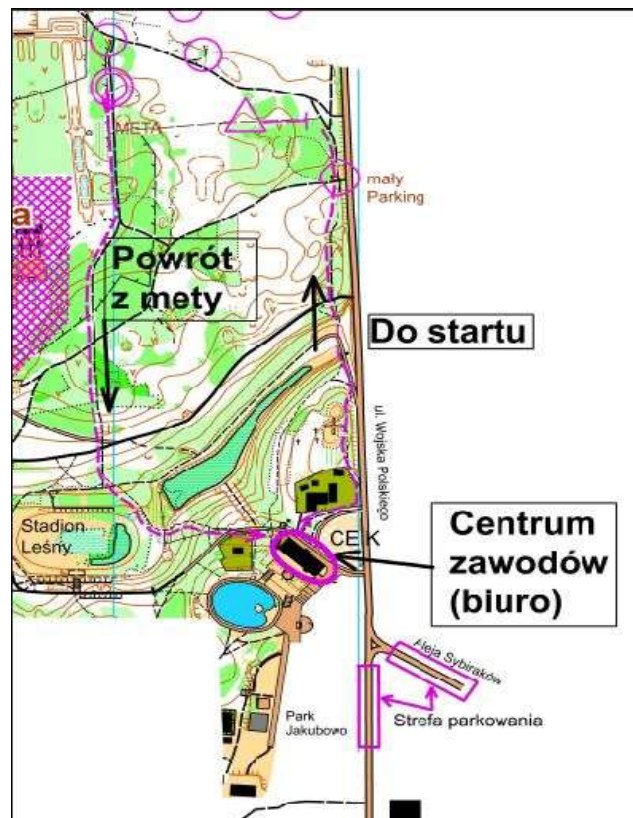 META
mały
Parking
a
Powrót
z mety
Do startu
ul. Wojska Polskiego
Stadion
Leśny
CEiK
Centrum
zawodów
(biuro)
Aleja Sybiraków
Park
Jakubowo
Strefa parkowania